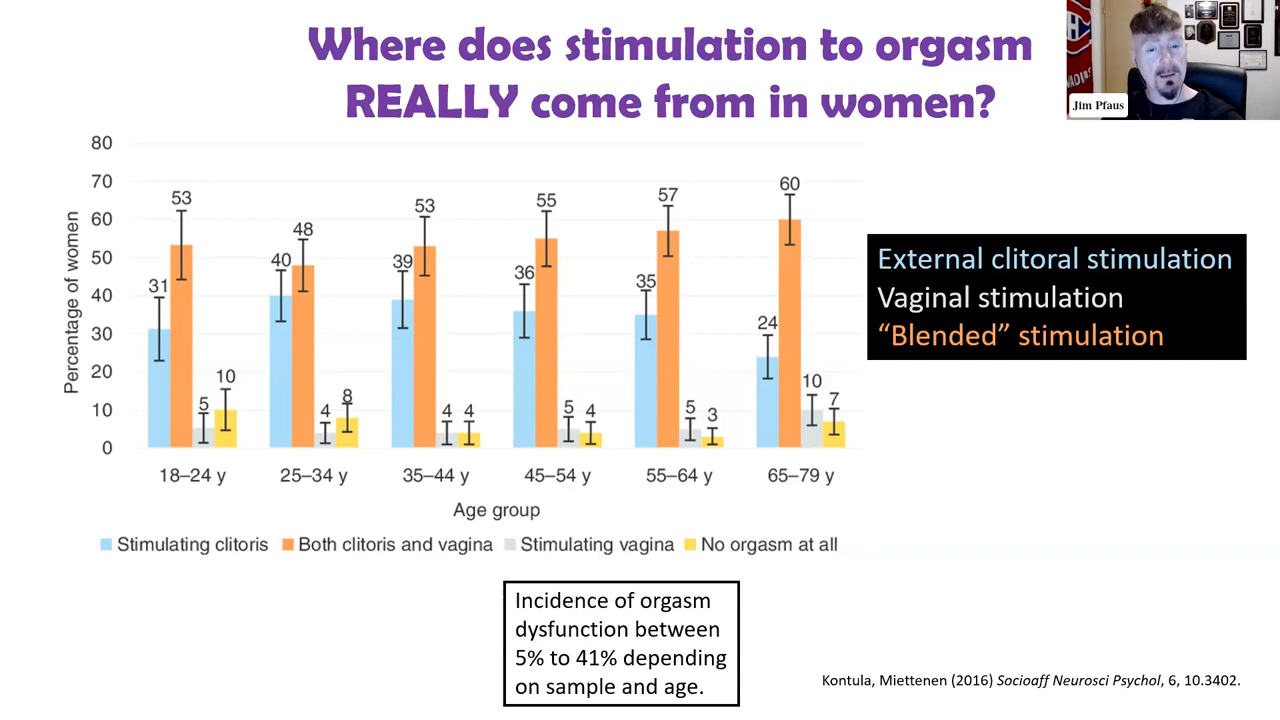 Where does stimulation to orgasm
REALLY come from in women?
Jim Pfaus
Percentage of women
80
70
60
50
40
30
20
10
0
31
53
5
10
40
48
4
8
39
53
4
4
36
55
5
4
35
57
5
3
24
60
10
7
18–24 y
25–34 y
35–44 y
45–54 y
55–64 y
65–79 y
Age group
Stimulating clitoris
Both clitoris and vagina
Stimulating vagina
No orgasm at all
External clitoral stimulation
Vaginal stimulation
“Blended” stimulation
Incidence of orgasm
dysfunction between
5% to 41% depending
on sample and age.
Kontula, Miettenen (2016) Socioaff Neurosci Psychol, 6, 10.3402.